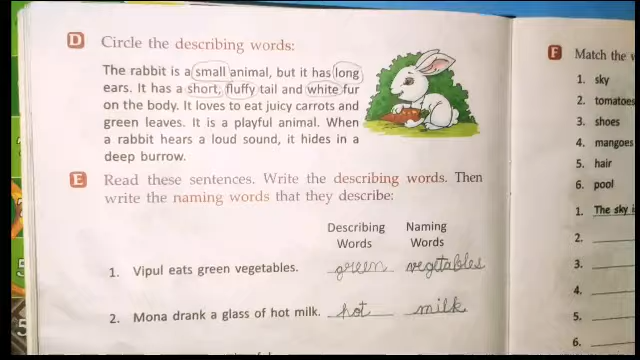 D Circle the describing words:
The rabbit is a small animal, but it has long
ears. It has a short, fluffy tail and white fur
on the body. It loves to eat juicy carrots and
green leaves. It is a playful animal. When
a rabbit hears a loud sound, it hides in a
deep burrow.
E Read these sentences. Write the describing words. Then
write the naming words that they describe:
Describing Naming
Words Words
1. Vipul eats green vegetables. green vegetables
2. Mona drank a glass of hot milk. hot milk
F Match the
1. sky
2. tomatoes
3. shoes
4. mangoes
5. hair
6. pool
1. The sky
2.
3.
4.
5.
6.